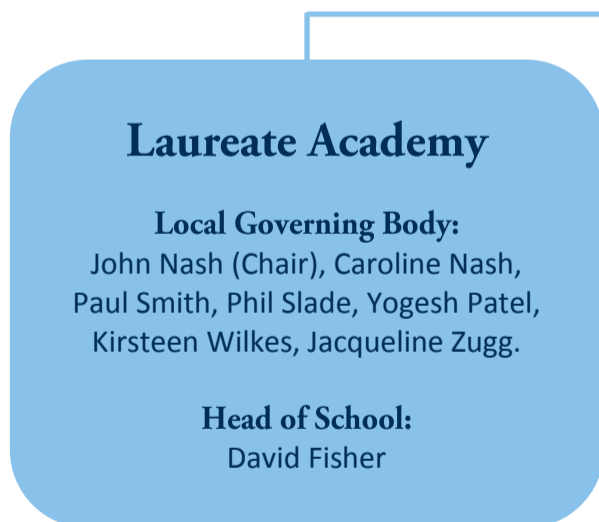 Laureate Academy
Local Governing Body:
John Nash (Chair), Caroline Nash,
Paul Smith, Phil Slade, Yogesh Patel,
Kirsteen Wilkes, Jacqueline Zugg.
Head of School:
David Fisher